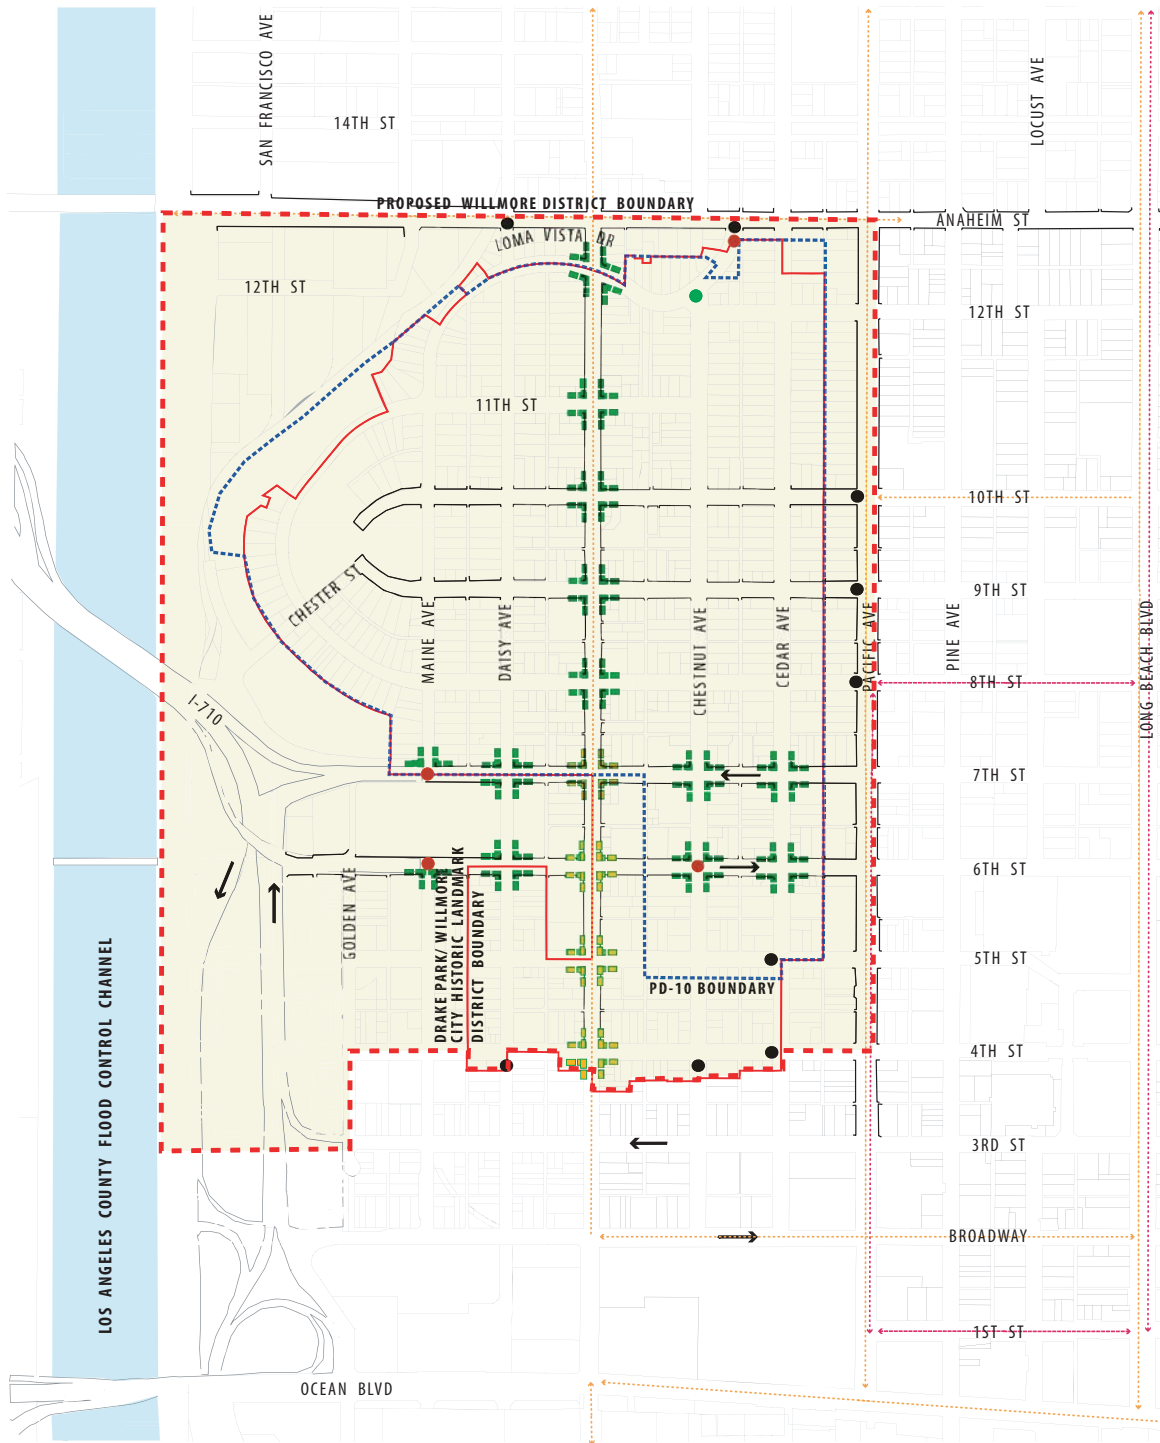 SAN FRANCISCO AVE
LOCUST AVE
14TH ST
PROPOSED WILLMORE DISTRICT BOUNDARY
ANAHEIM ST
LOMA VISTA DR
12TH ST
12TH ST
11TH ST
10TH ST
9TH ST
CHESTER ST
MAINE AVE
DAISY AVE
CHESTNUT AVE
CEDAR AVE
PACIFIC AVE
PINE AVE
LONG BEACH BLVD
8TH ST
I-710
7TH ST
6TH ST
GOLDEN AVE
DRAKE PARK/ WILLMORE
CITY HISTORIC LANDMARK
DISTRICT BOUNDARY
5TH ST
PD-10 BOUNDARY
4TH ST
LOS ANGELES COUNTY FLOOD CONTROL CHANNEL
3RD ST
BROADWAY
1ST ST
OCEAN BLVD